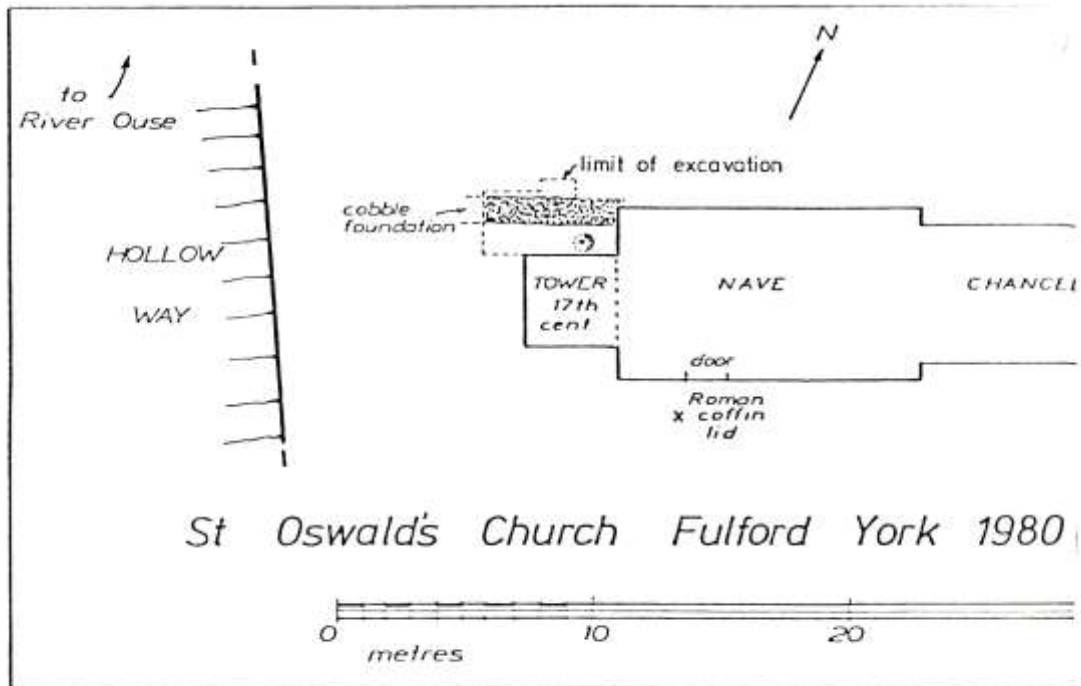 N
to
River Ouse
limit of excavation
cobble
foundation
HOLLOW
WAY
TOWER
17th
cent
NAVE
CHANCEL
door
Roman
x coffin
lid
St Oswald's Church Fulford York 1980
0 10 20
metres